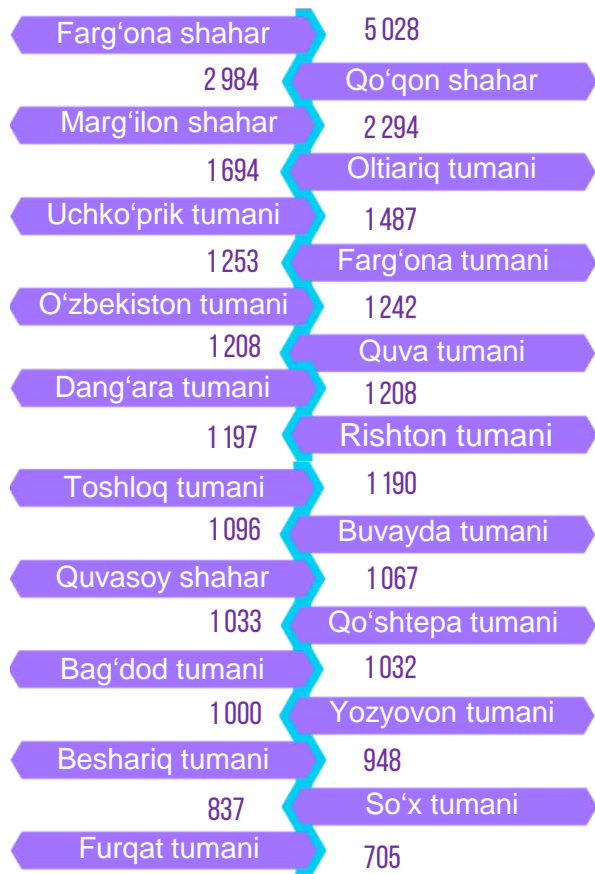 Farg‘ona shahar 5 028
2 984 Qo‘qon shahar
Marg‘ilon shahar 2 294
1 694 Oltiariq tumani
Uchko‘prik tumani 1 487
1 253 Farg‘ona tumani
O‘zbekiston tumani 1 242
1 208 Quva tumani
Dang‘ara tumani 1 208
1 197 Rishton tumani
Toshloq tumani 1 190
1 096 Buvayda tumani
Quvasoy shahar 1 067
1 033 Qo‘shtepa tumani
Bag‘dod tumani 1 032
1 000 Yozyovon tumani
Beshariq tumani 948
837 So‘x tumani
Furqat tumani 705